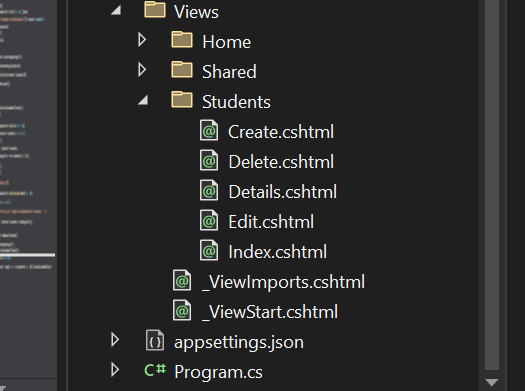 Views
Home
Shared
Students
Create.cshtml
Delete.cshtml
Details.cshtml
Edit.cshtml
Index.cshtml
_ViewImports.cshtml
_ViewStart.cshtml
appsettings.json
C# Program.cs